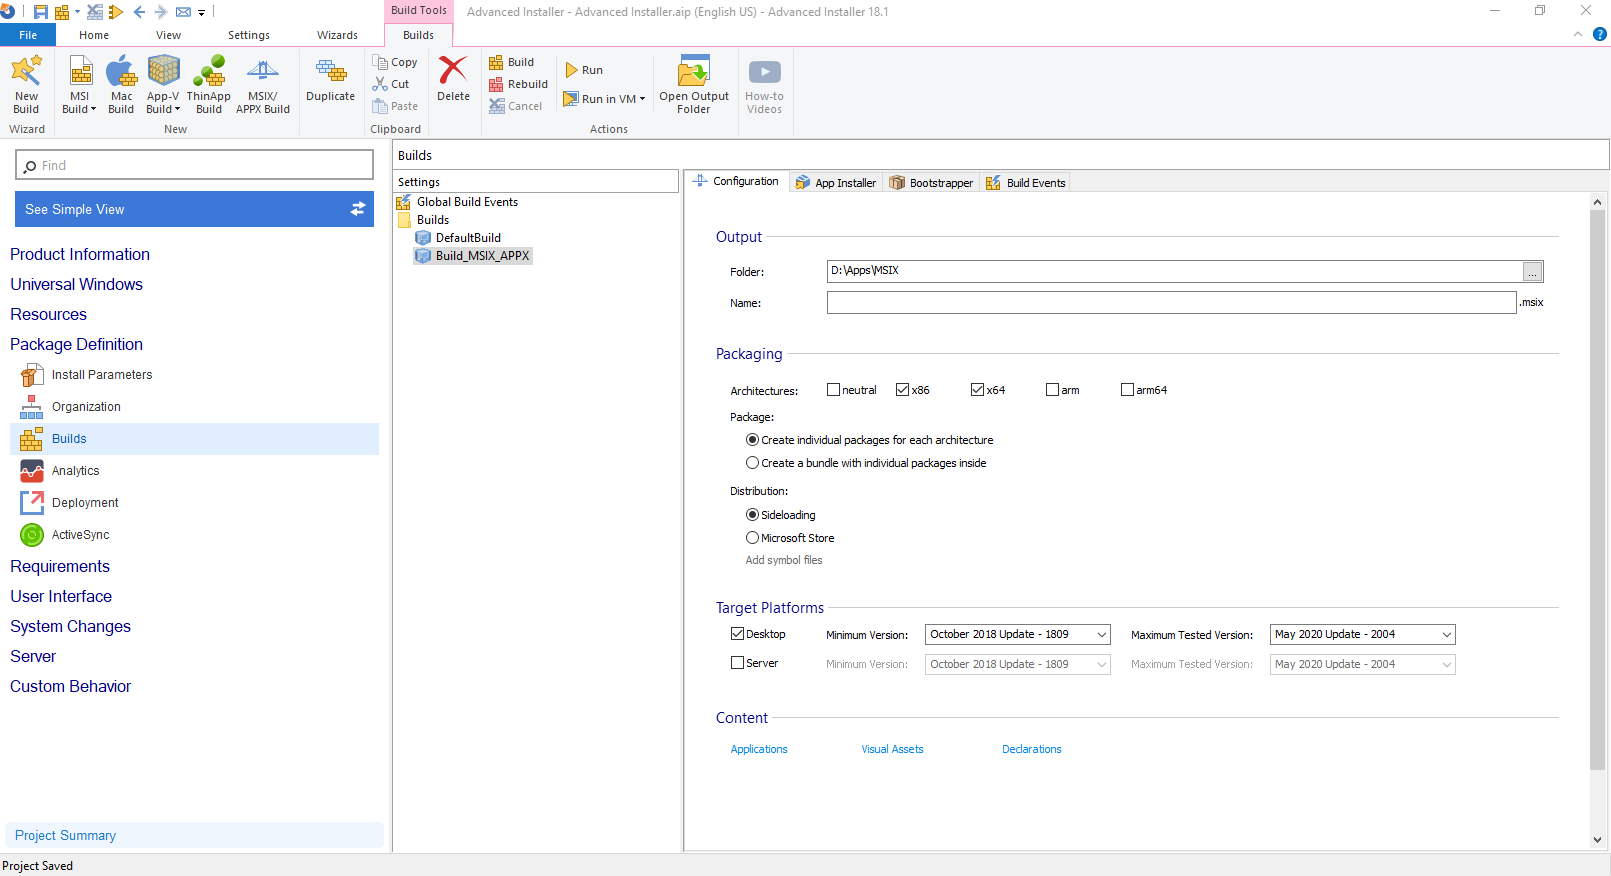 Build Tools
Advanced Installer - Advanced Installer.aip (English US) - Advanced Installer 18.1
File
Home
View
Settings
Wizards
Builds
New Build
MSI Build
Mac Build
App-V Build
ThinApp Build
MSIX/ APPX Build
Duplicate
Copy
Cut
Paste
Delete
Build
Rebuild
Cancel
Run
Run in VM
Open Output Folder
How-to Videos
Wizard
New
Clipboard
Actions
Find
See Simple View
Product Information
Universal Windows
Resources
Package Definition
Install Parameters
Organization
Builds
Analytics
Deployment
ActiveSync
Requirements
User Interface
System Changes
Server
Custom Behavior
Project Summary
Builds
Settings
Global Build Events
Builds
DefaultBuild
Build_MSIX_APPX
Configuration
App Installer
Bootstrapper
Build Events
Output
Folder: D:\Apps\MSIX ...
Name: .msix
Packaging
Architectures: neutral x86 x64 arm arm64
Package:
Create individual packages for each architecture
Create a bundle with individual packages inside
Distribution:
Sideloading
Microsoft Store
Add symbol files
Target Platforms
Desktop Minimum Version: October 2018 Update - 1809 Maximum Tested Version: May 2020 Update - 2004
Server Minimum Version: October 2018 Update - 1809 Maximum Tested Version: May 2020 Update - 2004
Content
Applications Visual Assets Declarations
Project Saved